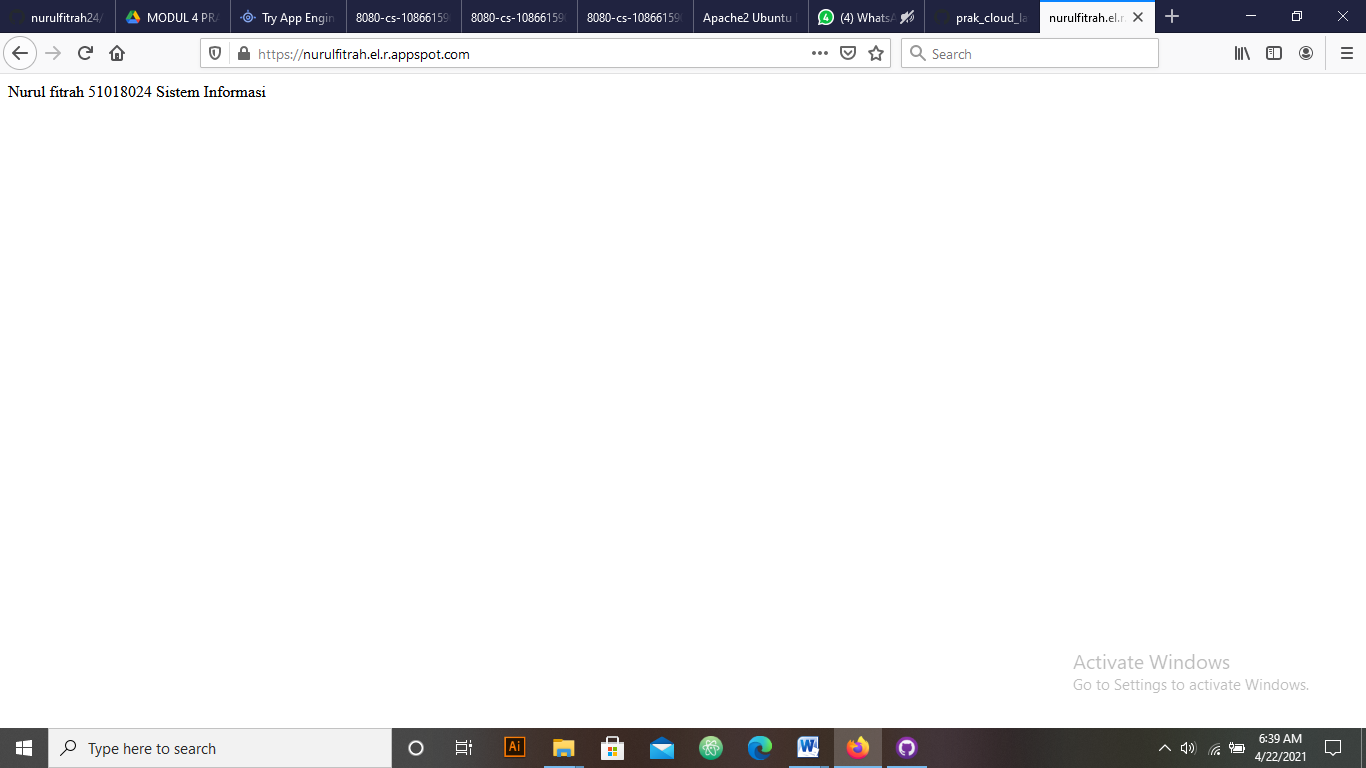 nurulfitrah24/
MODUL 4 PRA
Try App Engin
8080-cs-10866159
8080-cs-10866159
8080-cs-10866159
Apache2 Ubuntu
(4) WhatsA
prak_cloud_la
nurulfitrah.el.r
https://nurulfitrah.el.r.appspot.com
Search
Nurul fitrah 51018024 Sistem Informasi
Activate Windows
Go to Settings to activate Windows.
Type here to search
Ai
6:39 AM
4/22/2021